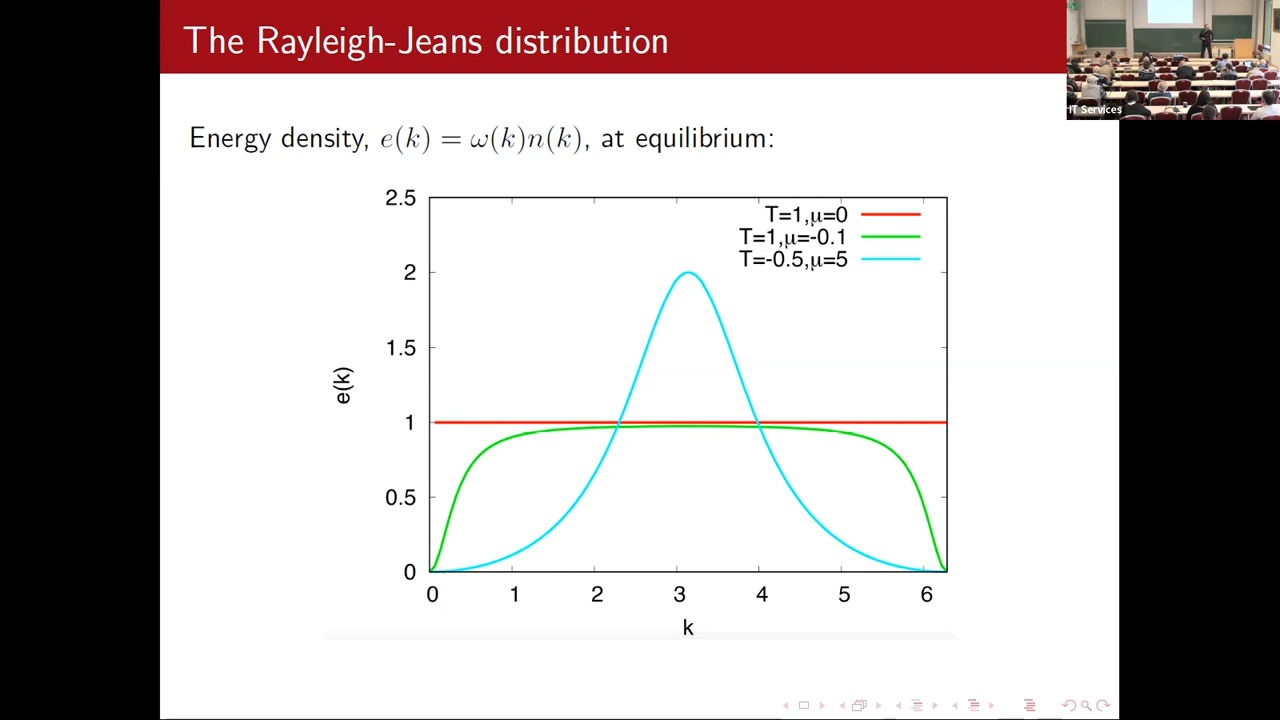 The Rayleigh-Jeans distribution
IT Services
Energy density, e(k) = ω(k)n(k), at equilibrium:
2.5
2
1.5
1
0.5
0
e(k)
T=1,μ=0
T=1,μ=-0.1
T=-0.5,μ=5
0 1 2 3 4 5 6
k